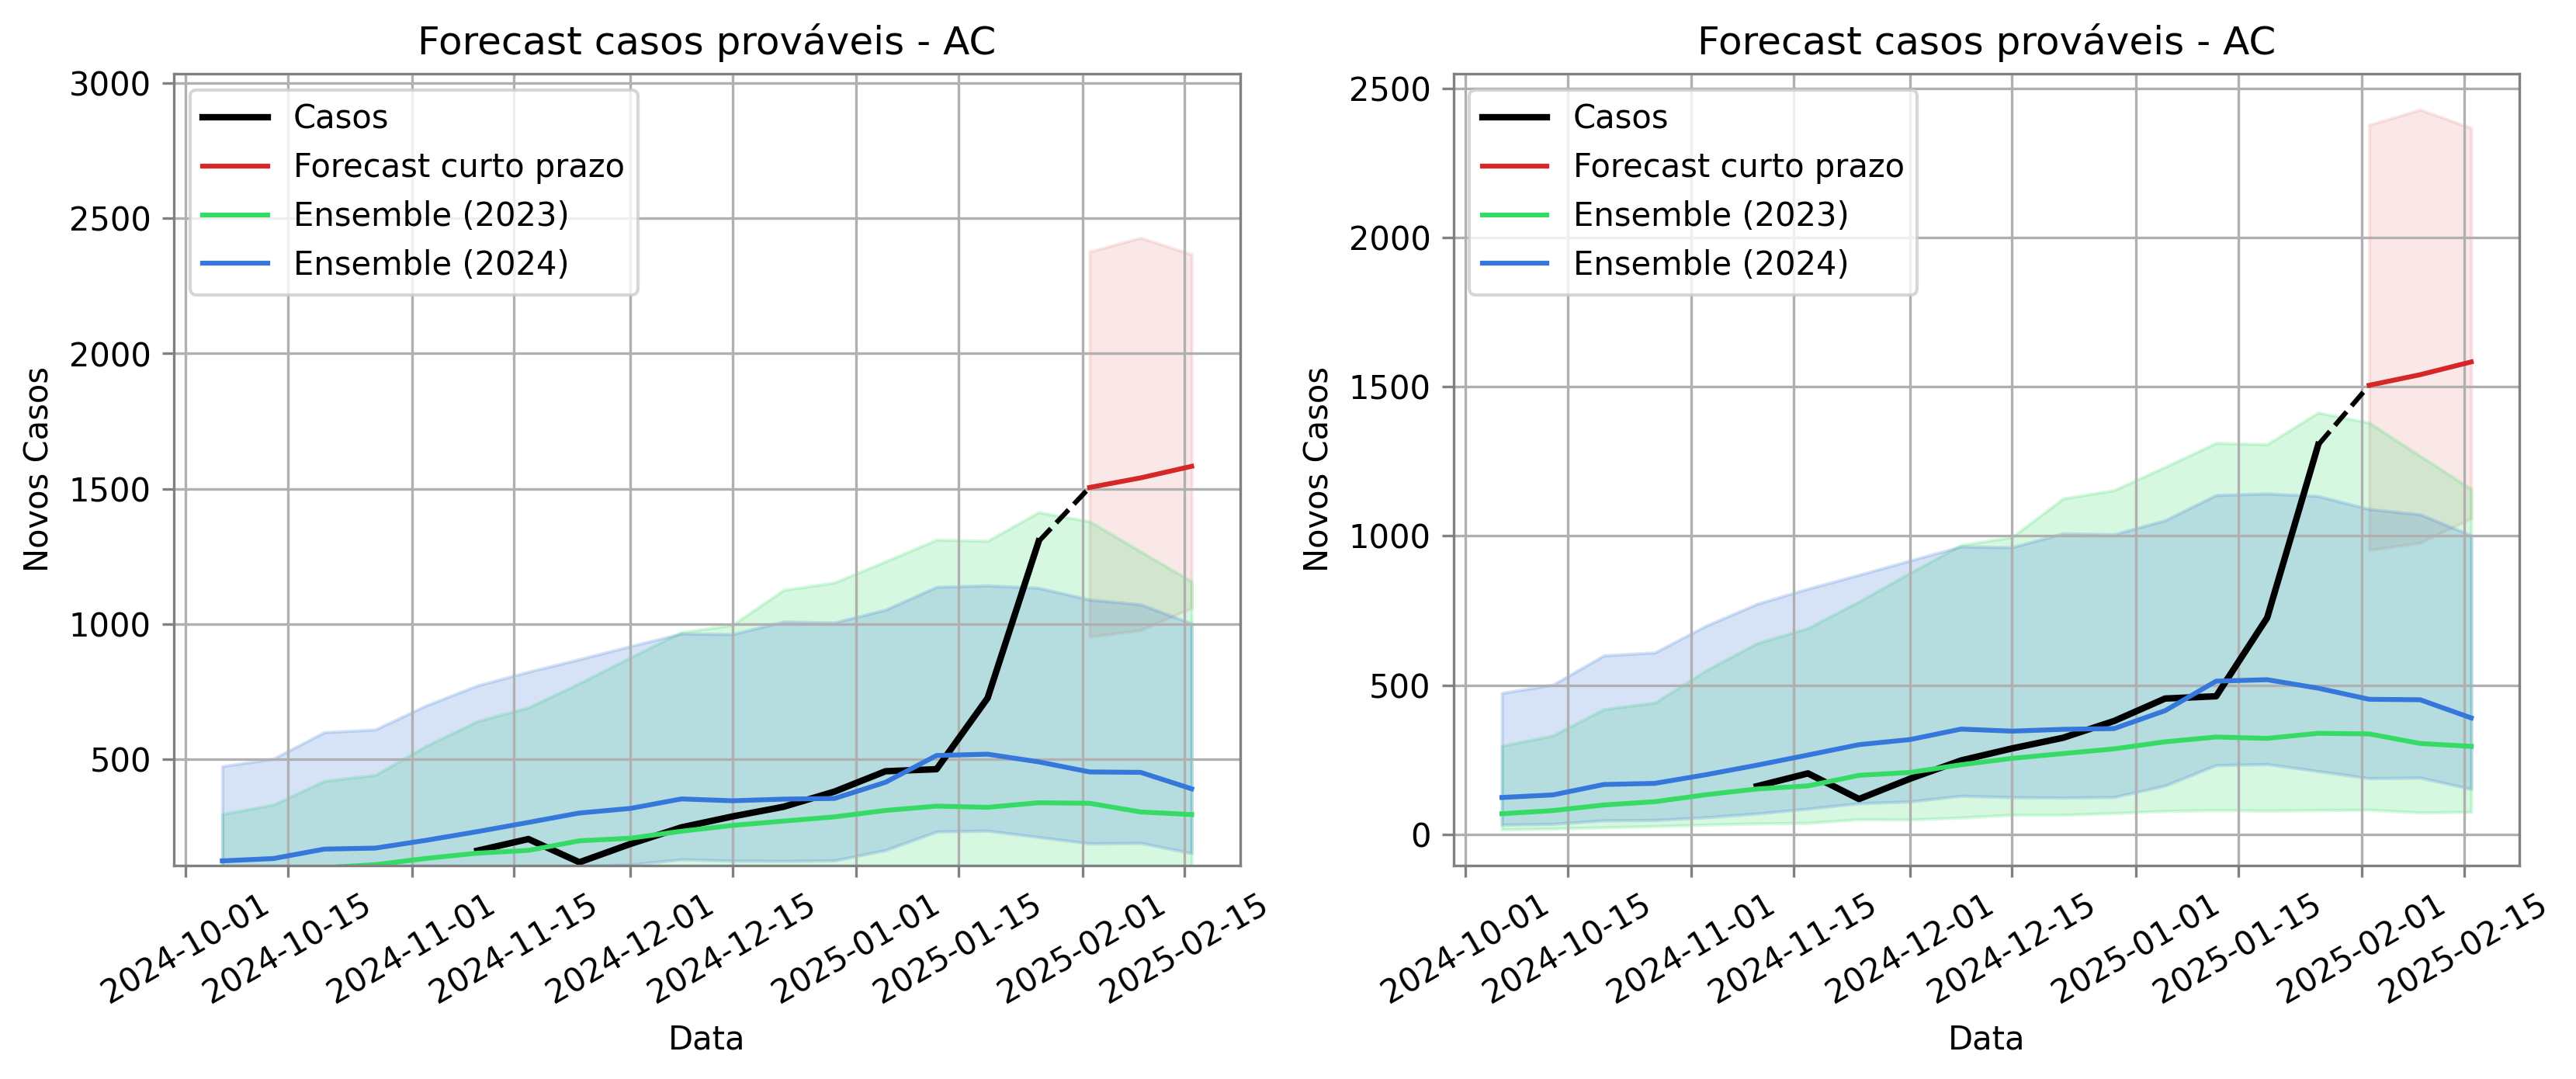 Forecast casos prováveis - AC
3000
2500
2000
1500
1000
500
Novos Casos
Casos
Forecast curto prazo
Ensemble (2023)
Ensemble (2024)
2024-10-01
2024-10-15
2024-11-01
2024-11-15
2024-12-01
2024-12-15
2025-01-01
2025-01-15
2025-02-01
2025-02-15
Data
Forecast casos prováveis - AC
2500
2000
1500
1000
500
0
Novos Casos
Casos
Forecast curto prazo
Ensemble (2023)
Ensemble (2024)
2024-10-01
2024-10-15
2024-11-01
2024-11-15
2024-12-01
2024-12-15
2025-01-01
2025-01-15
2025-02-01
2025-02-15
Data